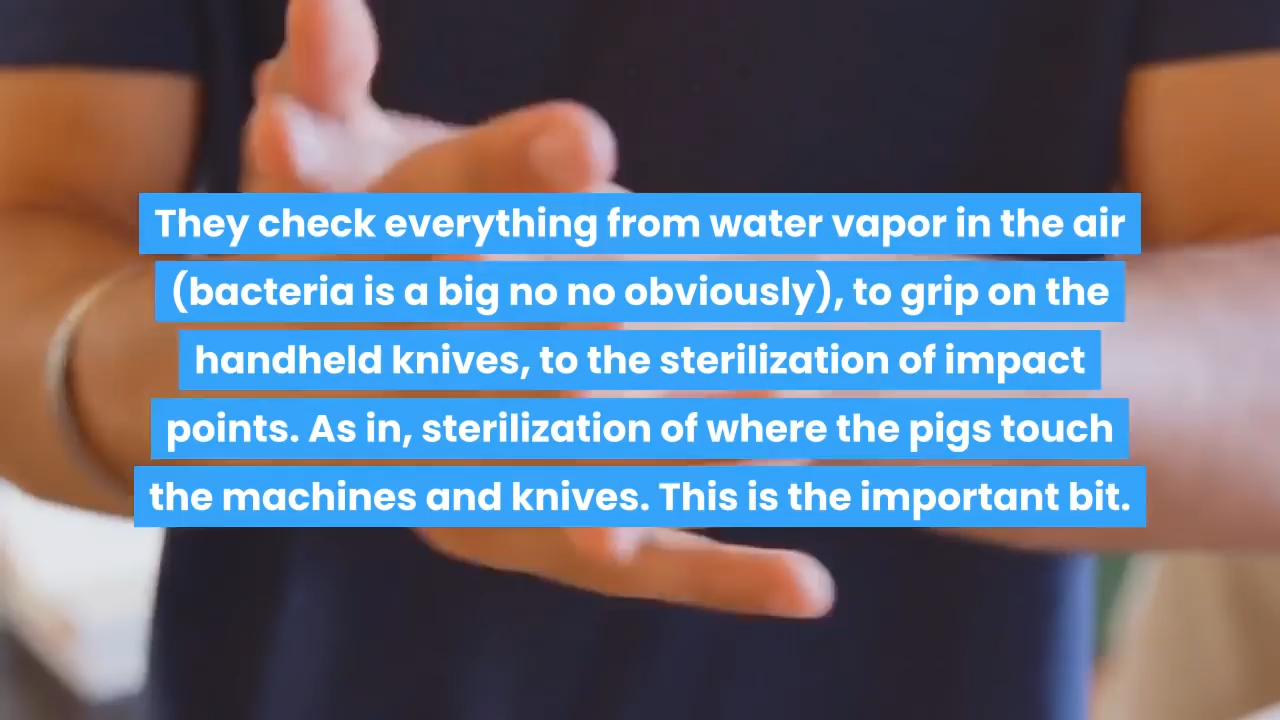 They check everything from water vapor in the air
(bacteria is a big no no obviously), to grip on the
handheld knives, to the sterilization of impact
points. As in, sterilization of where the pigs touch
the machines and knives. This is the important bit.